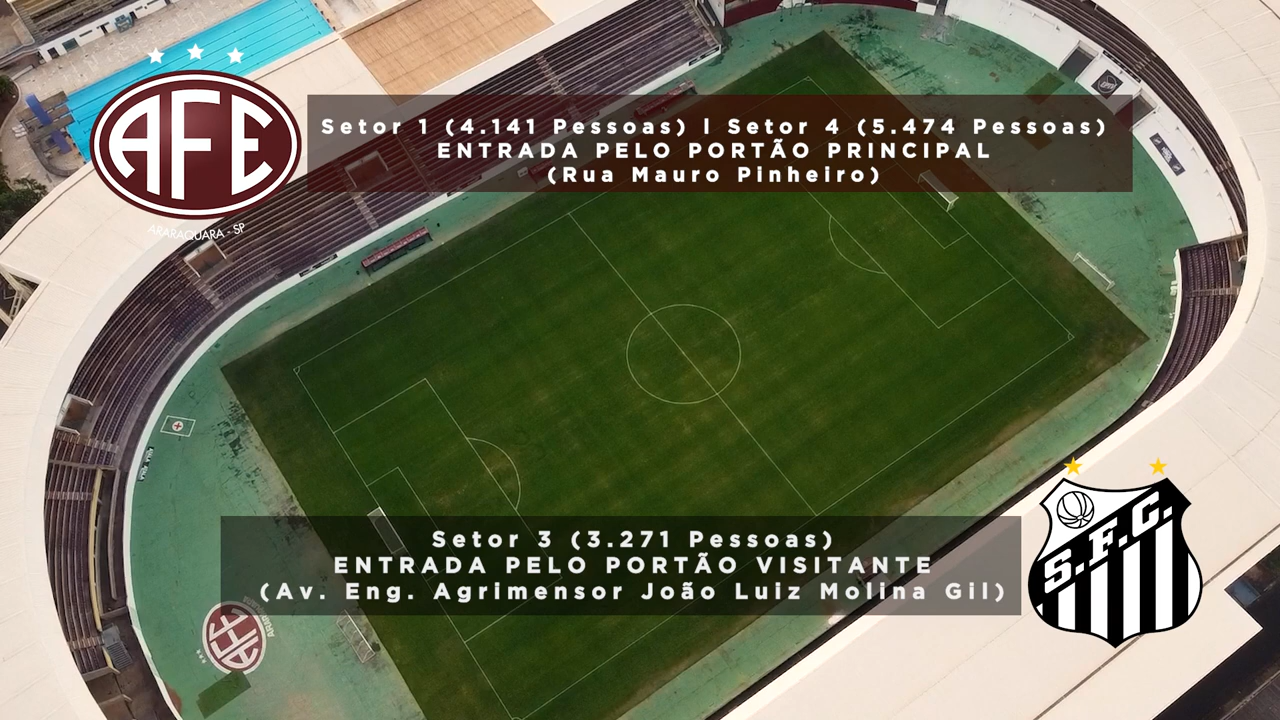 AFE
ARARAQUARA - SP
Setor 1 (4.141 Pessoas) | Setor 4 (5.474 Pessoas)
ENTRADA PELO PORTÃO PRINCIPAL
(Rua Mauro Pinheiro)
S.F.C.
Setor 3 (3.271 Pessoas)
ENTRADA PELO PORTÃO VISITANTE
(Av. Eng. Agrimensor João Luiz Molina Gil)
AFE